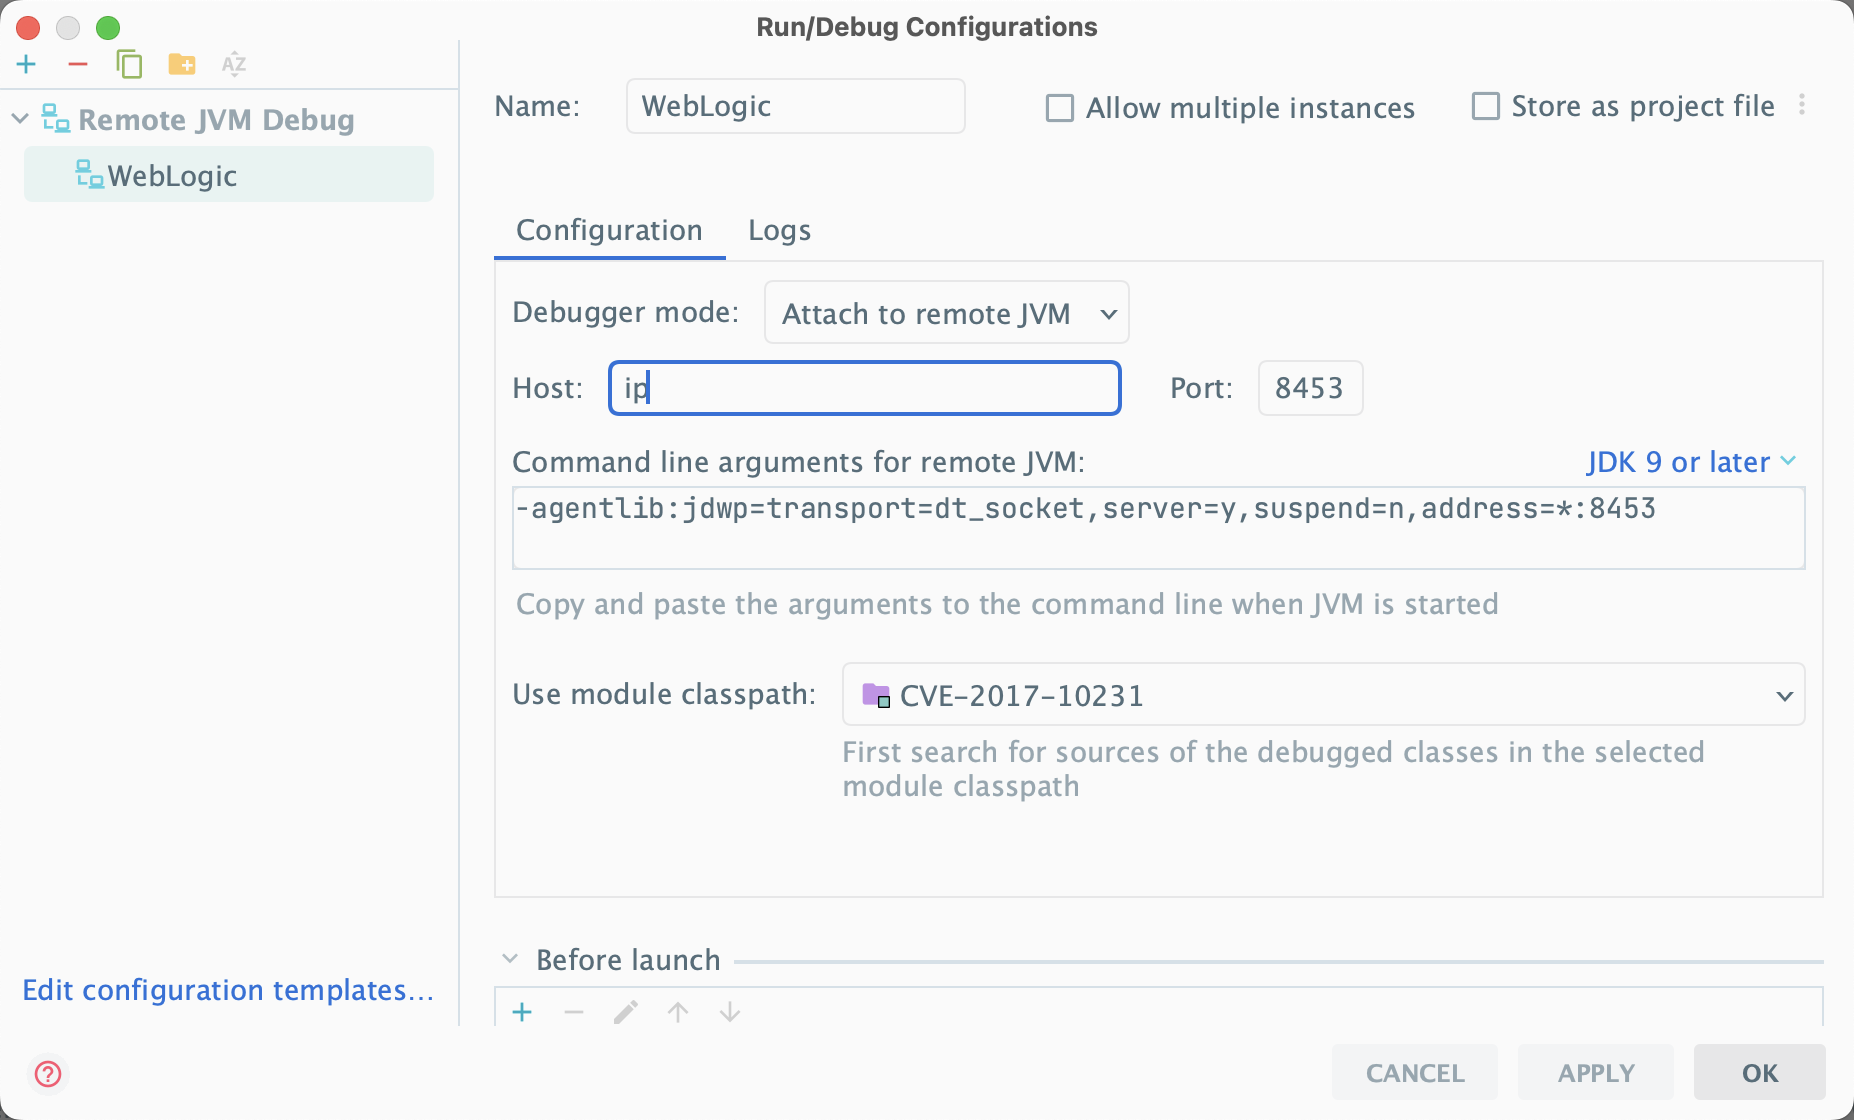 Run/Debug Configurations
AZ
Remote JVM Debug
WebLogic
Edit configuration templates...
Name: WebLogic Allow multiple instances Store as project file
Configuration Logs
Debugger mode: Attach to remote JVM
Host: ip Port: 8453
Command line arguments for remote JVM: JDK 9 or later
-agentlib:jdwp=transport=dt_socket,server=y,suspend=n,address=*:8453
Copy and paste the arguments to the command line when JVM is started
Use module classpath: CVE-2017-10231
First search for sources of the debugged classes in the selected
module classpath
Before launch
?
CANCEL APPLY OK